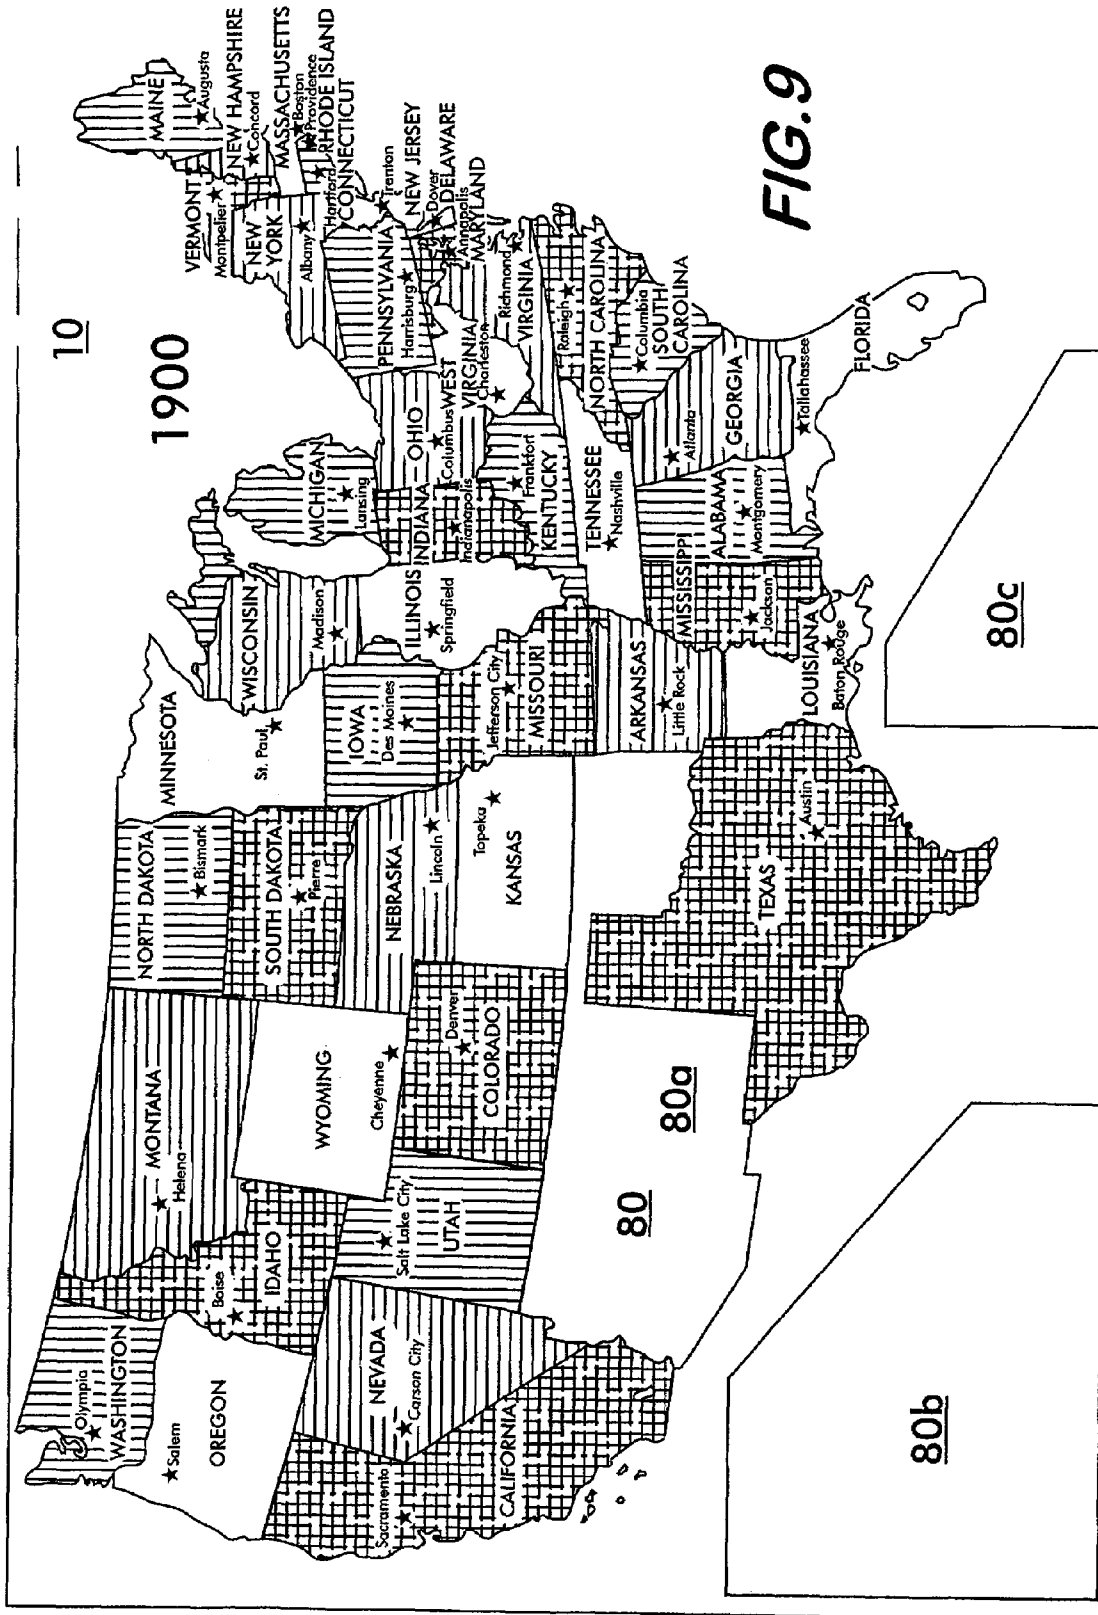 10
1900
WASHINGTON
Olympia
OREGON
Salem
CALIFORNIA
Sacramento
NEVADA
Carson City
IDAHO
Boise
MONTANA
Helena
WYOMING
Cheyenne
UTAH
Salt Lake City
COLORADO
Denver
NORTH DAKOTA
Bismark
SOUTH DAKOTA
Pierre
NEBRASKA
Lincoln
KANSAS
Topeka
TEXAS
Austin
MINNESOTA
St. Paul
IOWA
Des Moines
MISSOURI
Jefferson City
ARKANSAS
Little Rock
LOUISIANA
Baton Rouge
WISCONSIN
Madison
ILLINOIS
Springfield
MICHIGAN
Lansing
INDIANA
Indianapolis
OHIO
Columbus
KENTUCKY
Frankfort
TENNESSEE
Nashville
MISSISSIPPI
Jackson
ALABAMA
Montgomery
GEORGIA
Atlanta
FLORIDA
Tallahassee
SOUTH
CAROLINA
Columbia
NORTH CAROLINA
Raleigh
VIRGINIA
Richmond
WEST
VIRGINIA
Charleston
PENNSYLVANIA
Harrisburg
NEW
YORK
Albany
VERMONT
Montpelier
MAINE
Augusta
NEW HAMPSHIRE
Concord
MASSACHUSETTS
Boston
Providence
RHODE ISLAND
Hartford
CONNECTICUT
Trenton
NEW JERSEY
Dover
DELAWARE
Annapolis
MARYLAND
80
80a
80b
80c
FIG.9